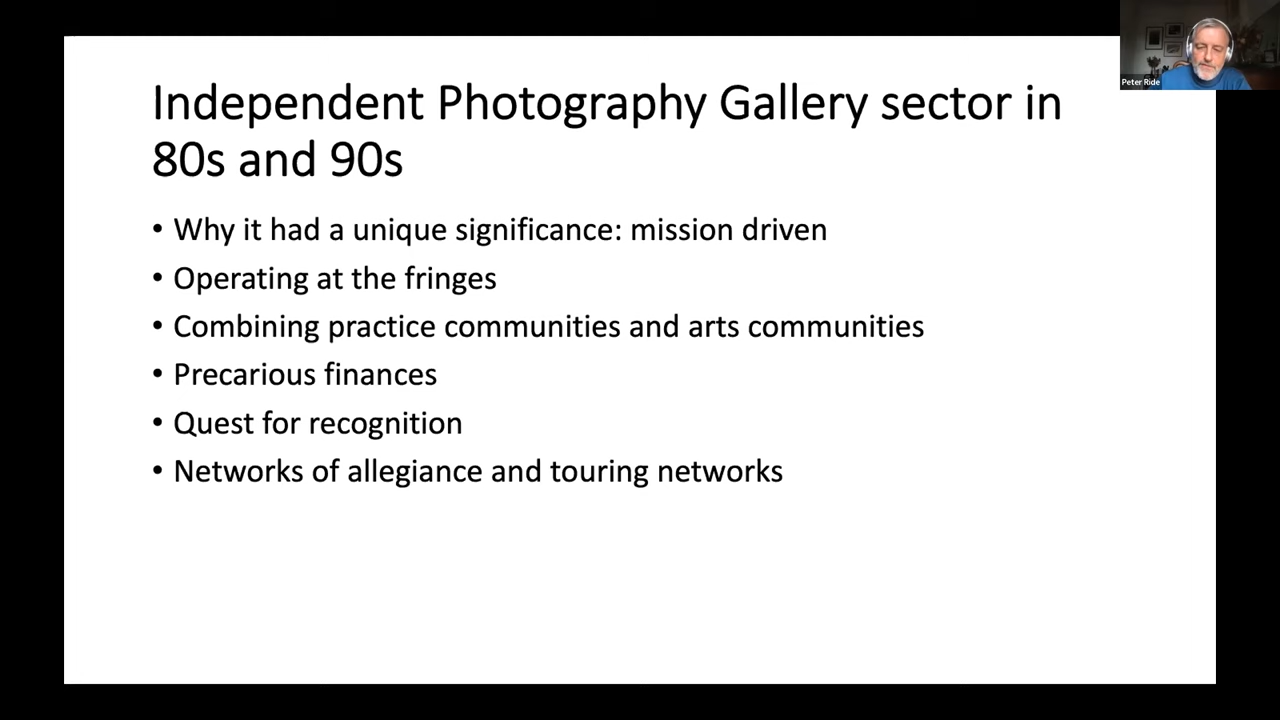 Independent Photography Gallery sector in
80s and 90s
• Why it had a unique significance: mission driven
• Operating at the fringes
• Combining practice communities and arts communities
• Precarious finances
• Quest for recognition
• Networks of allegiance and touring networks
Peter Ride